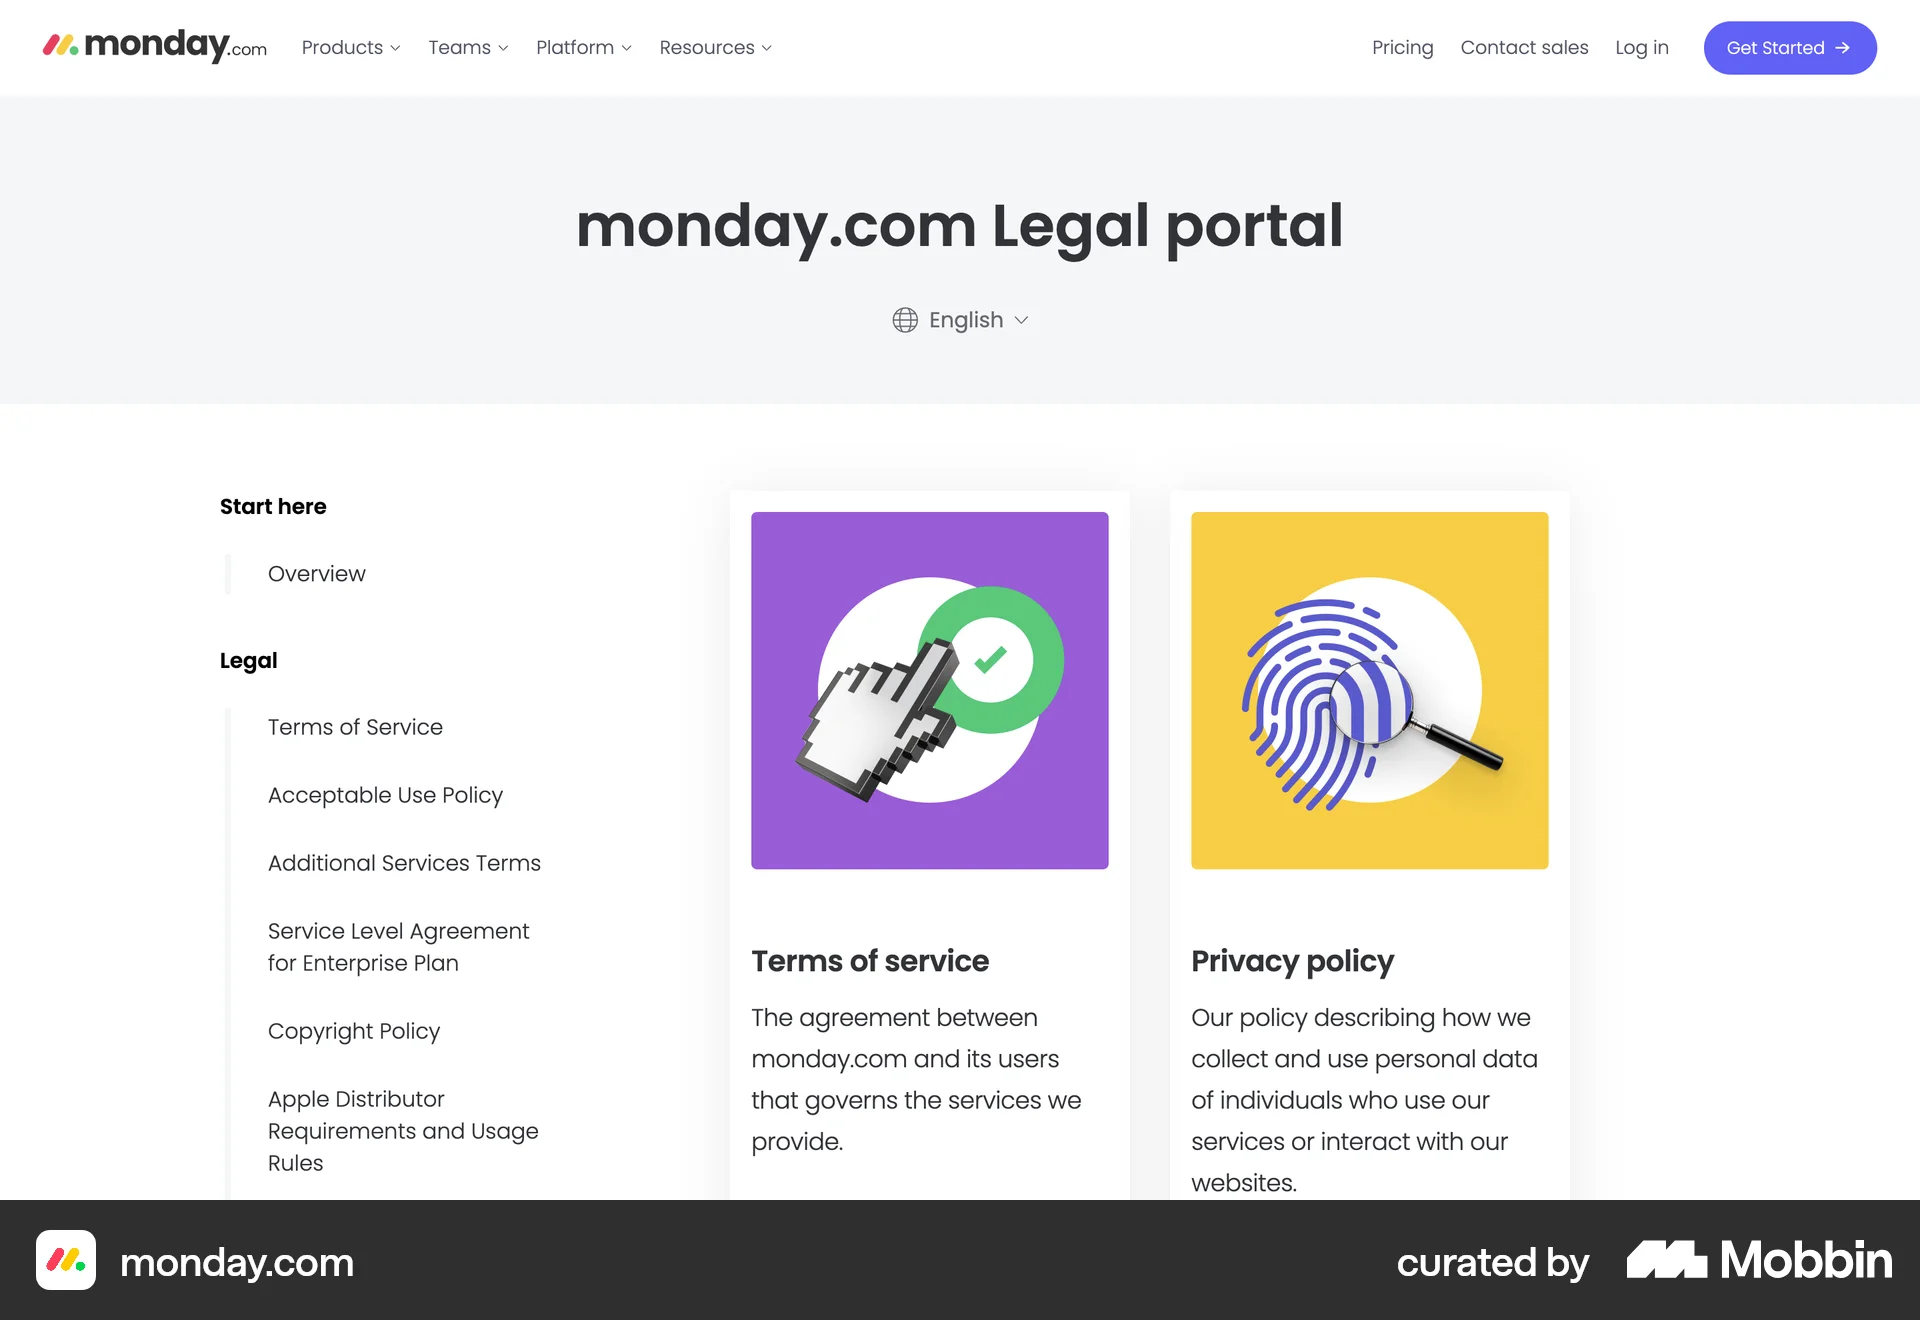 monday.com
Products
Teams
Platform
Resources
Pricing
Contact sales
Log in
Get Started
monday.com Legal portal
English
Start here
Overview
Legal
Terms of Service
Acceptable Use Policy
Additional Services Terms
Service Level Agreement
for Enterprise Plan
Copyright Policy
Apple Distributor
Requirements and Usage
Rules
Terms of service
The agreement between
monday.com and its users
that governs the services we
provide.
Privacy policy
Our policy describing how we
collect and use personal data
of individuals who use our
services or interact with our
websites.
monday.com
curated by
Mobbin